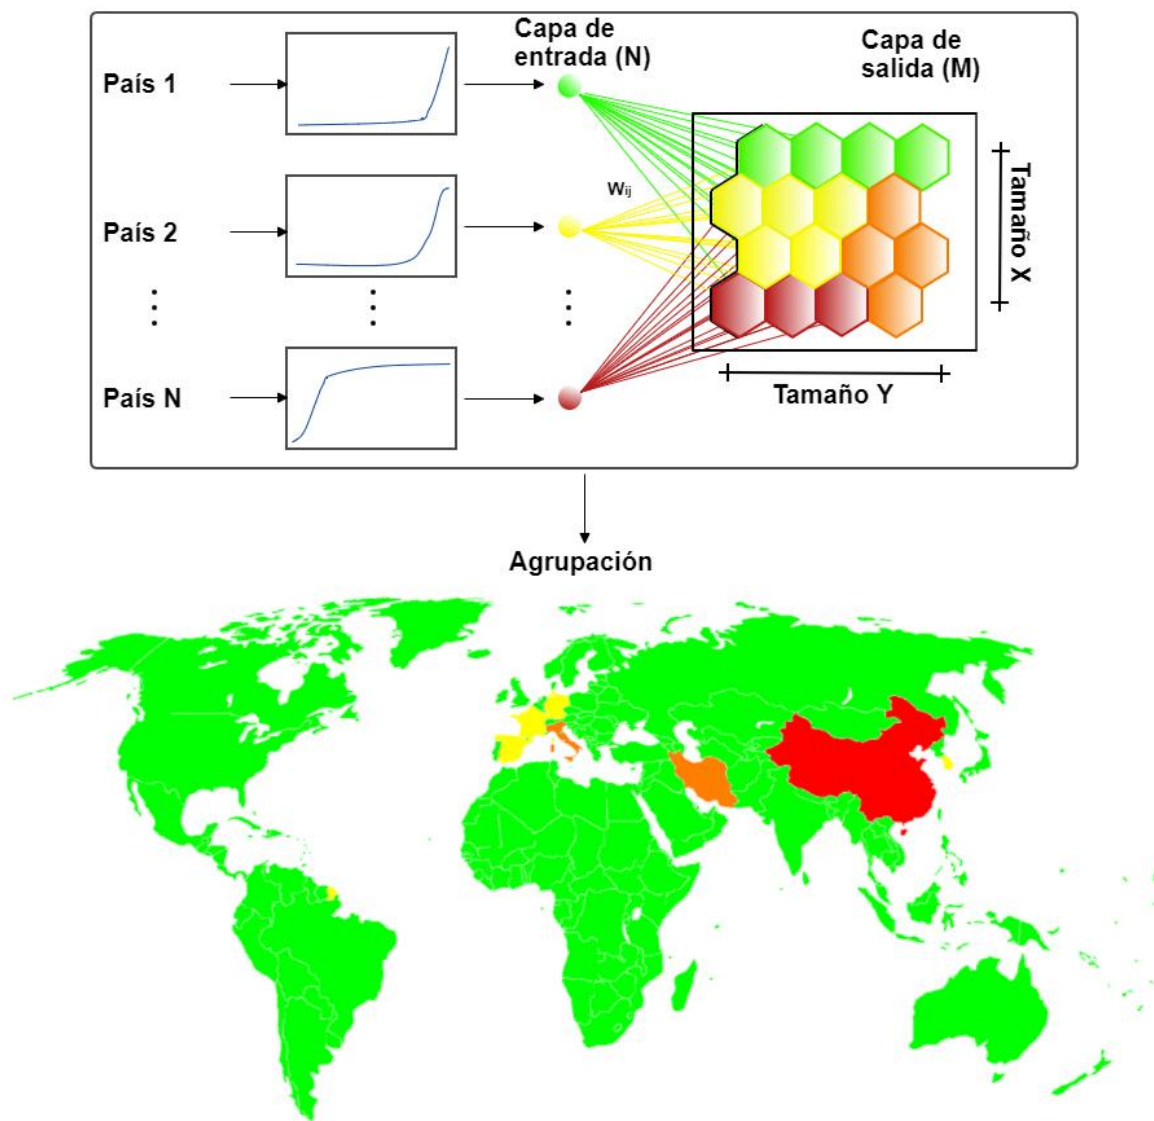 Capa de
entrada (N)
Capa de
salida (M)
País 1
País 2
País N
Wij
Tamaño X
Tamaño Y
Agrupación